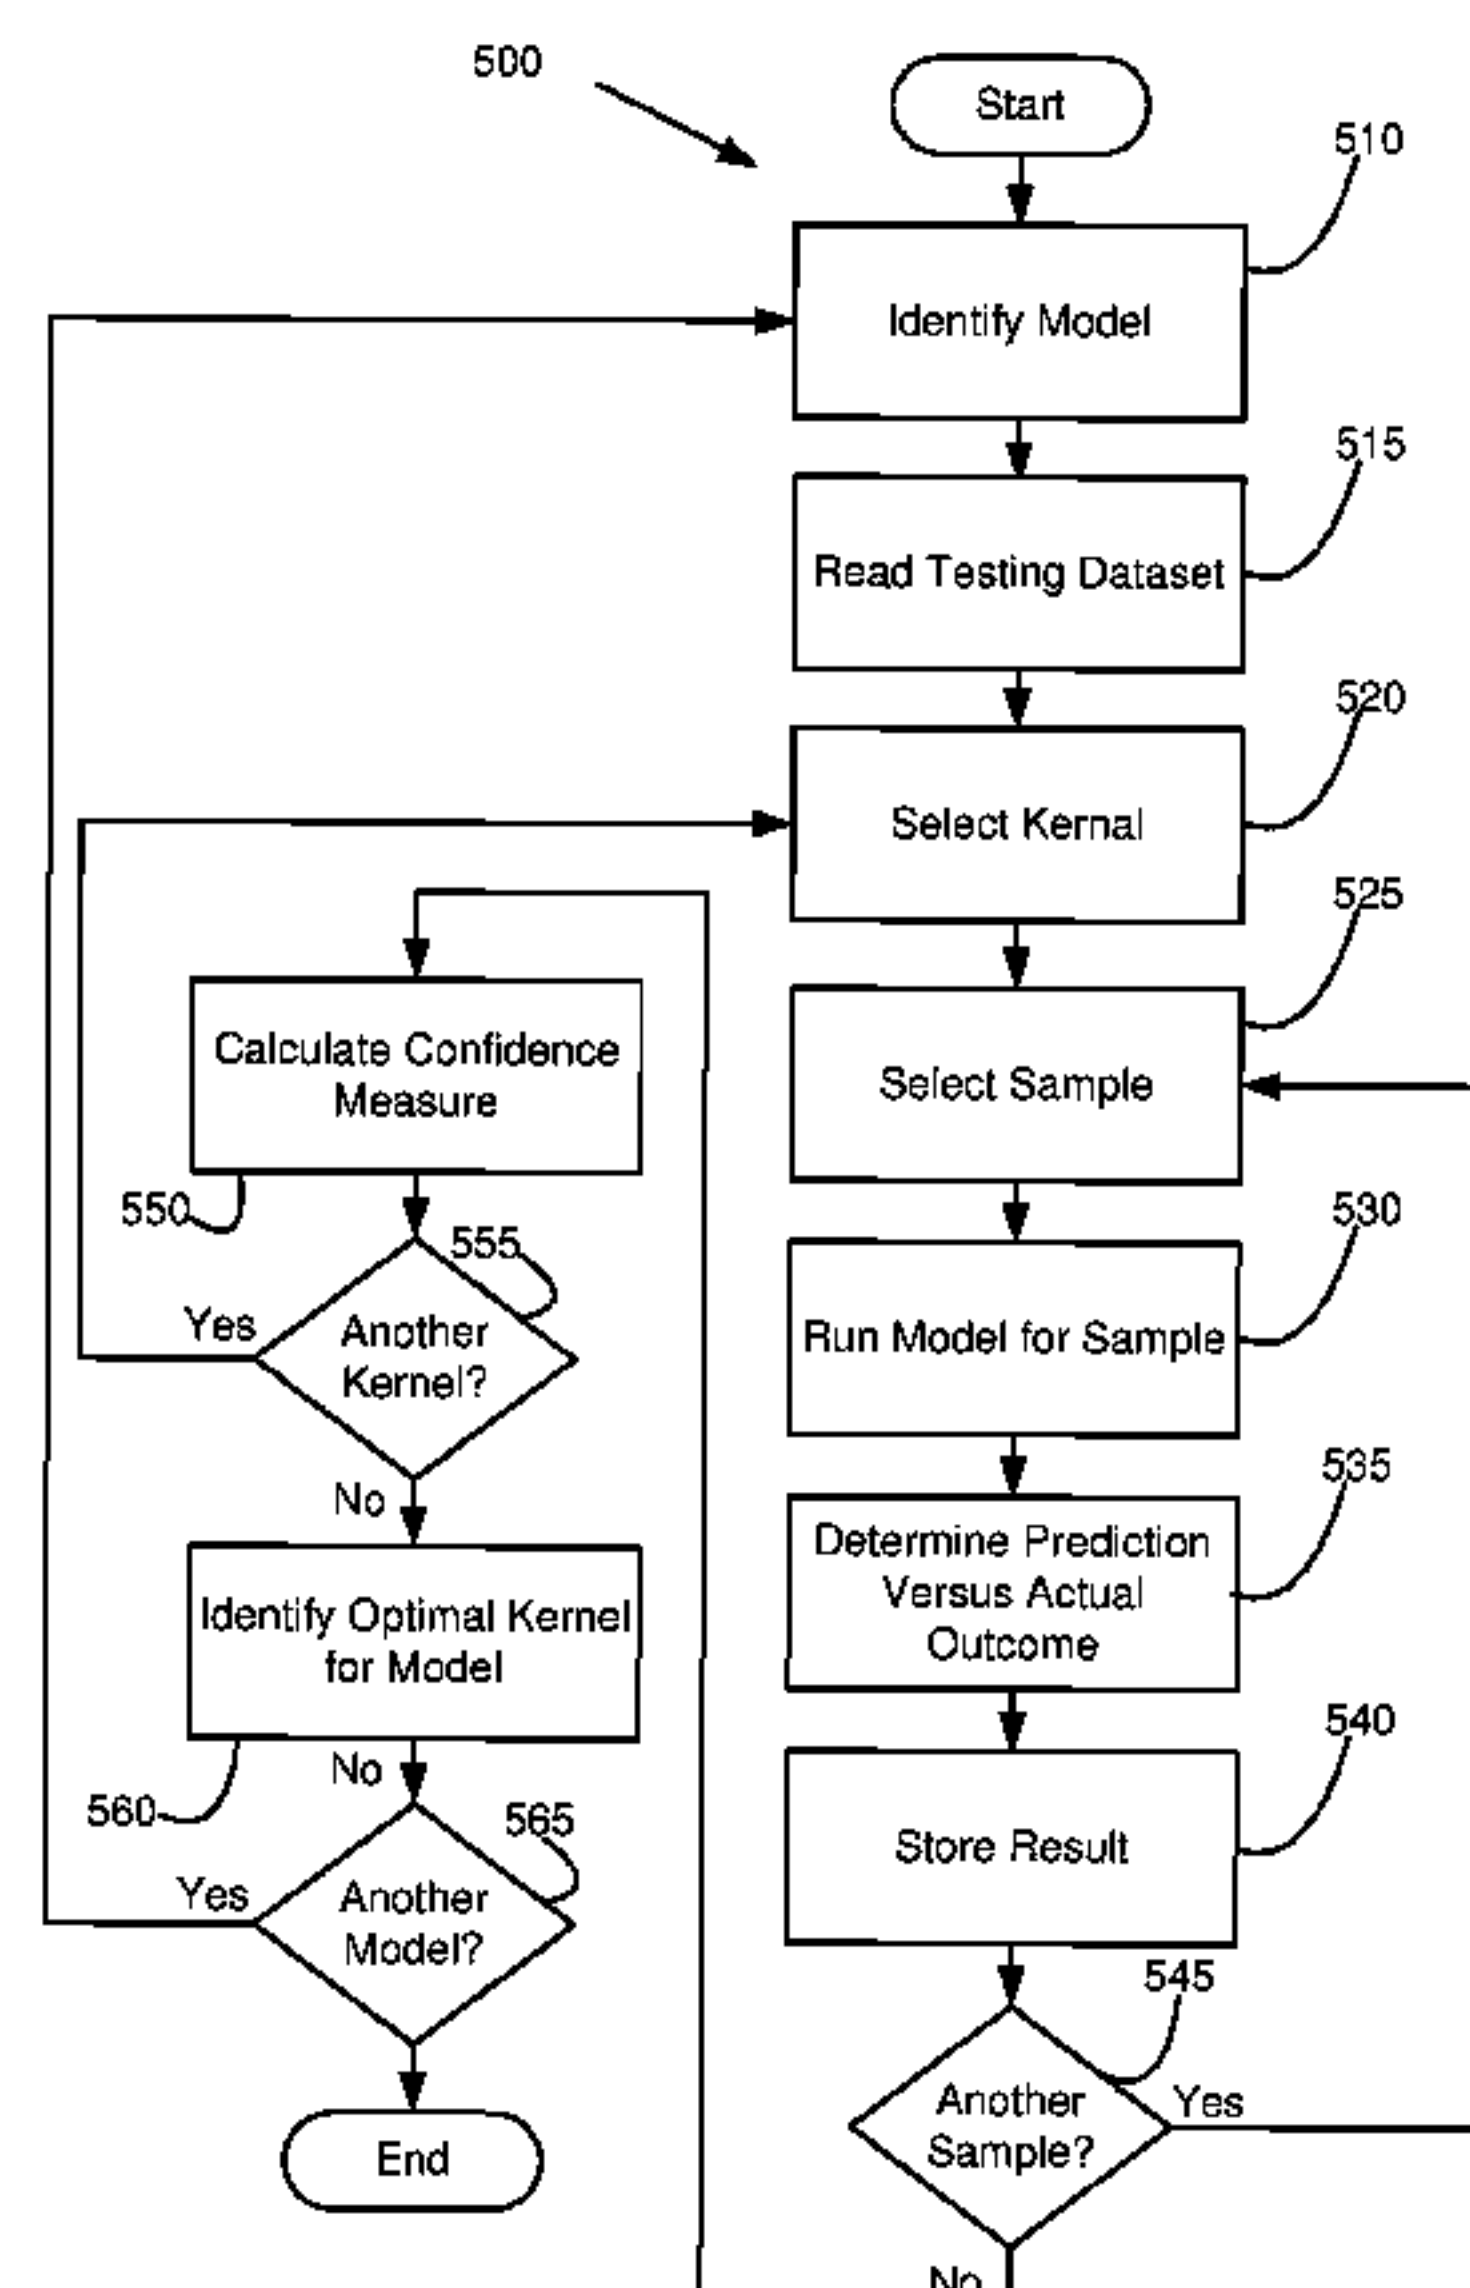 500
Start
510
Identify Model
515
Read Testing Dataset
520
Select Kernal
525
Select Sample
530
Run Model for Sample
535
Determine Prediction
Versus Actual
Outcome
540
Store Result
545
Another
Sample?
Yes
No
Calculate Confidence
Measure
550
555
Another
Kernel?
Yes
No
Identify Optimal Kernel
for Model
560
No
565
Another
Model?
Yes
End